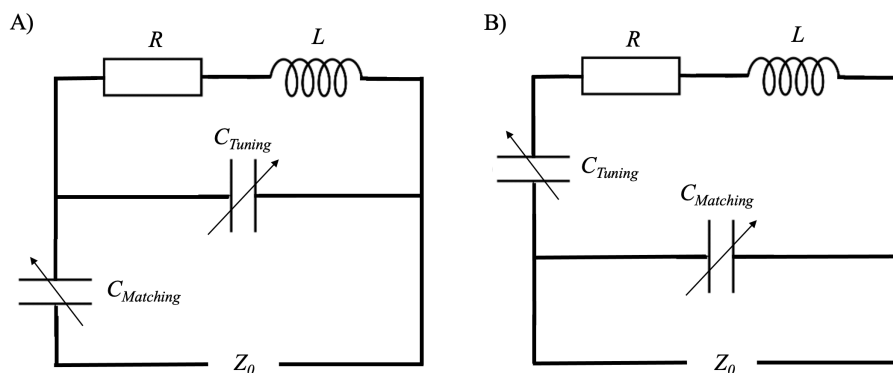 A)
R
L
C_Tuning
C_Matching
Z_0
B)
R
L
C_Tuning
C_Matching
Z_0